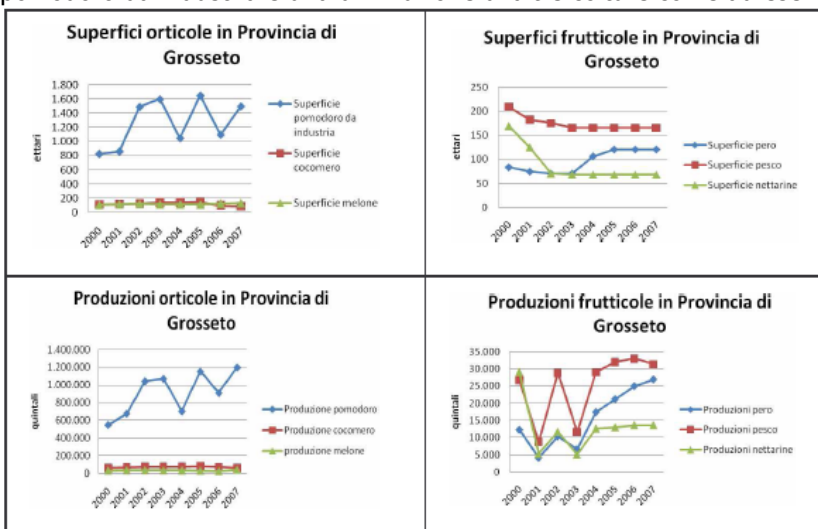 Superfici orticole in Provincia di
Grosseto
1.800
1.600
1.400
1.200
1.000
800
600
400
200
0
ettari
2000
2001
2002
2003
2004
2005
2006
2007
Superficie
pomodoro da
industria
Superficie
cocomero
Superficie melone
Superfici frutticole in Provincia di
Grosseto
250
200
150
100
50
0
ettari
2000
2001
2002
2003
2004
2005
2006
2007
Superficie pero
Superficie pesco
Superficie nettarine
Produzioni orticole in Provincia di
Grosseto
1.400.000
1.200.000
1.000.000
800.000
600.000
400.000
200.000
0
quintali
2000
2001
2002
2003
2004
2005
2006
2007
Produzione pomodoro
Produzione cocomero
produzione melone
Produzioni frutticole in Provincia di
Grosseto
35.000
30.000
25.000
20.000
15.000
10.000
5.000
0
quintali
2000
2001
2002
2003
2004
2005
2006
2007
Produzioni pero
Produzioni pesco
Produzioni nettarine